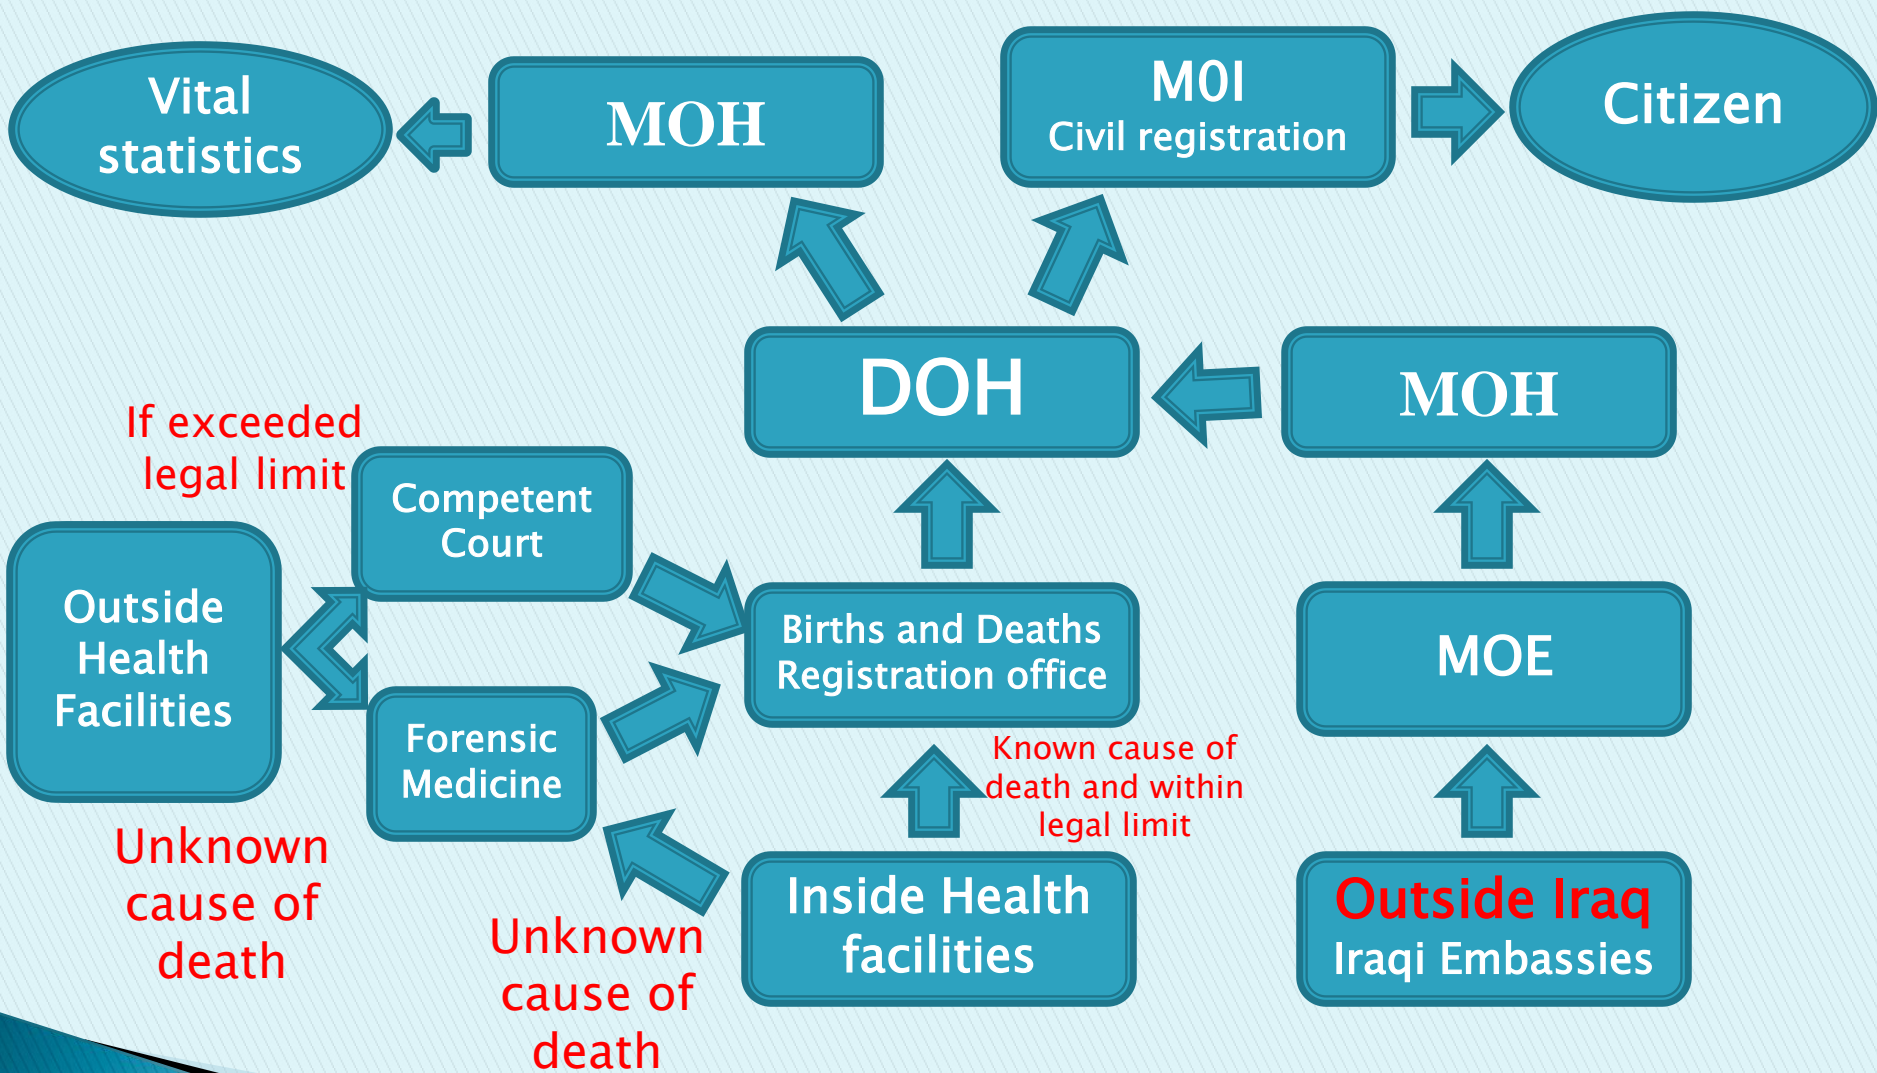 Vital
statistics
MOH
M0I
Civil registration
Citizen
DOH
MOH
If exceeded
legal limit
Competent
Court
Outside
Health
Facilities
Births and Deaths
Registration office
MOE
Forensic
Medicine
Known cause of
death and within
legal limit
Unknown
cause of
death
Unknown
cause of
death
Inside Health
facilities
Outside Iraq
Iraqi Embassies